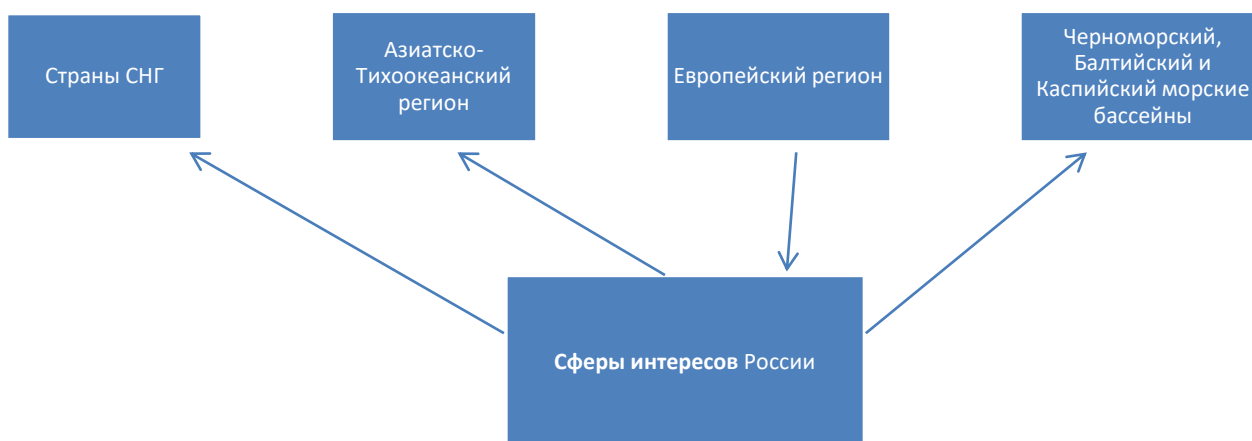 Страны СНГ
Азиатско-
Тихоокеанский
регион
Европейский регион
Черноморский,
Балтийский и
Каспийский морские
бассейны
Сферы интересов России